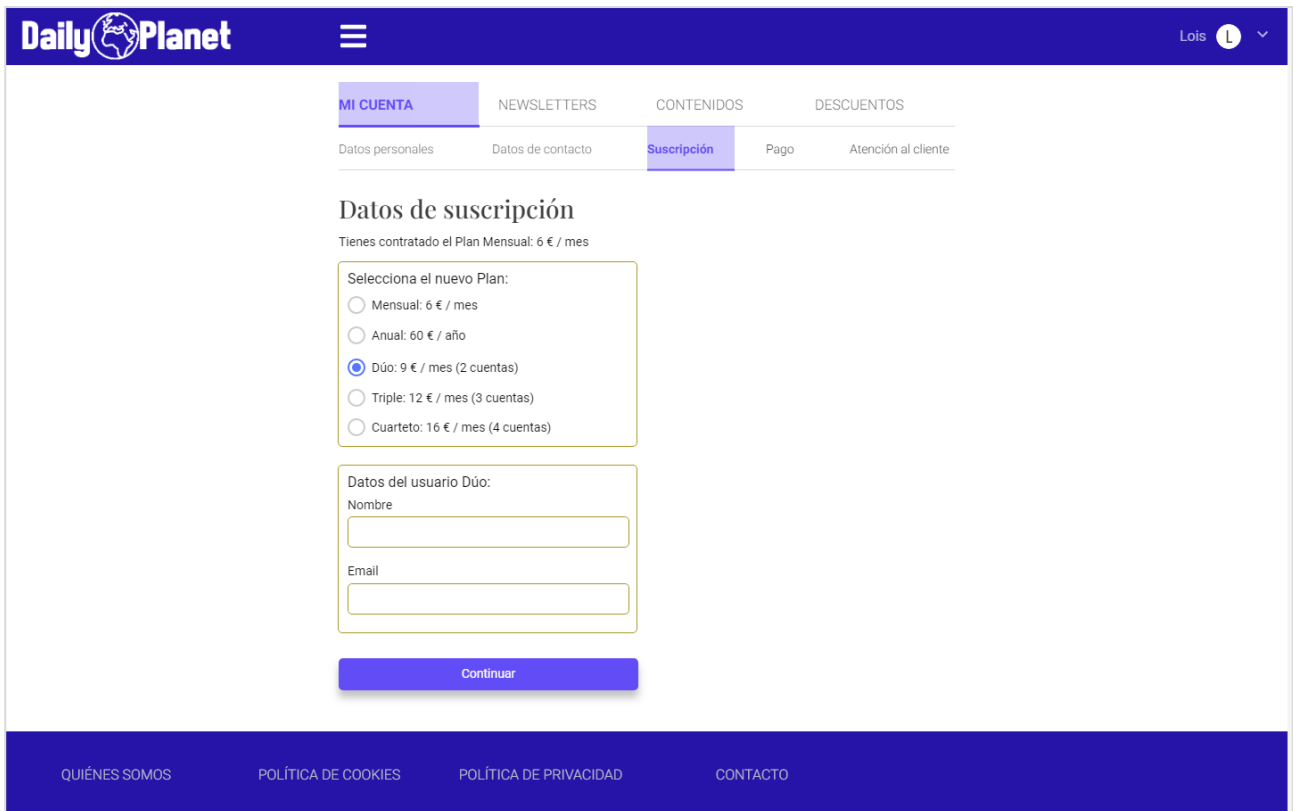 Daily Planet
Lois L
MI CUENTA NEWSLETTERS CONTENIDOS DESCUENTOS
Datos personales Datos de contacto Suscripción Pago Atención al cliente
Datos de suscripción
Tienes contratado el Plan Mensual: 6 € / mes
Selecciona el nuevo Plan:
Mensual: 6 € / mes
Anual: 60 € / año
Dúo: 9 € / mes (2 cuentas)
Triple: 12 € / mes (3 cuentas)
Cuarteto: 16 € / mes (4 cuentas)
Datos del usuario Dúo:
Nombre
Email
Continuar
QUIÉNES SOMOS POLÍTICA DE COOKIES POLÍTICA DE PRIVACIDAD CONTACTO